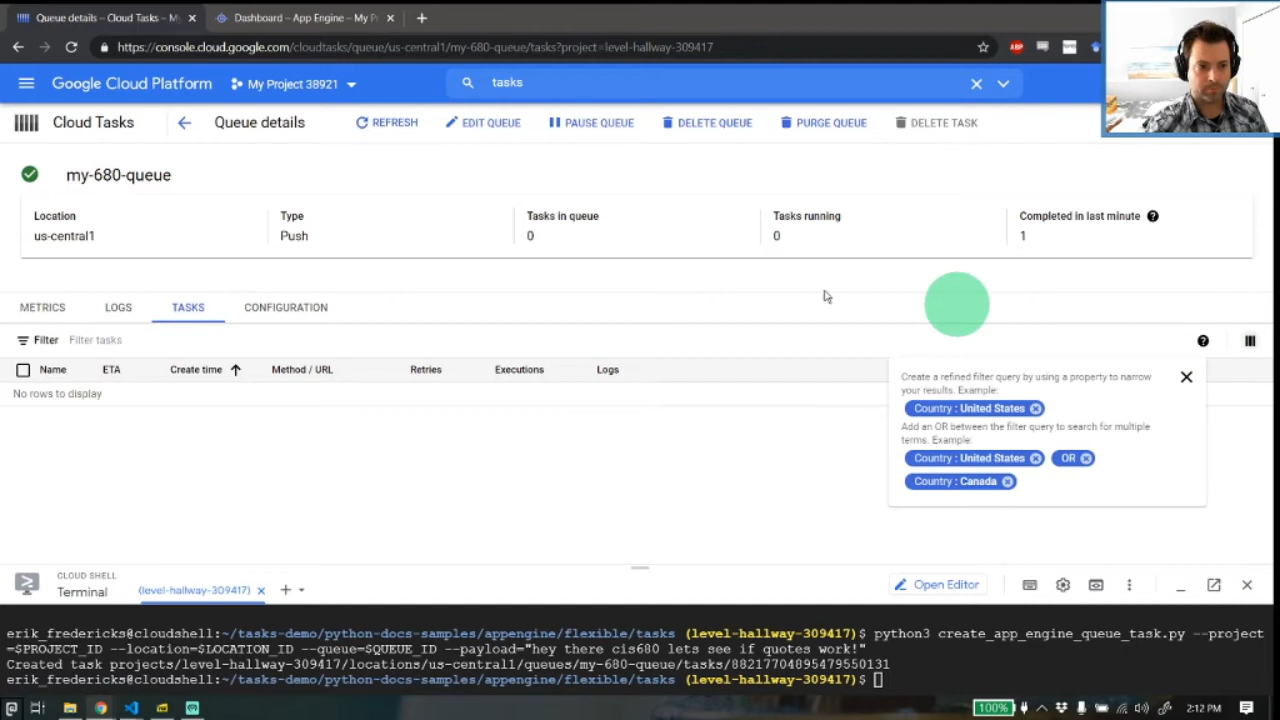 Queue details – Cloud Tasks – My
Dashboard – App Engine – My P
https://console.cloud.google.com/cloudtasks/queue/us-central1/my-680-queue/tasks?project=level-hallway-309417
ABP
Google Cloud Platform
My Project 38921
tasks
Cloud Tasks
Queue details
REFRESH
EDIT QUEUE
PAUSE QUEUE
DELETE QUEUE
PURGE QUEUE
DELETE TASK
my-680-queue
Location Type Tasks in queue Tasks running Completed in last minute
us-central1 Push 0 0 1
METRICS LOGS TASKS CONFIGURATION
Filter Filter tasks
Name ETA Create time Method / URL Retries Executions Logs
No rows to display
Create a refined filter query by using a property to narrow
your results. Example:
Country : United States
Add an OR between the filter query to search for multiple
terms. Example:
Country : United States OR
Country : Canada
CLOUD SHELL
Terminal
(level-hallway-309417)
Open Editor
erik_fredericks@cloudshell:~/tasks-demo/python-docs-samples/appengine/flexible/tasks (level-hallway-309417)$ python3 create_app_engine_queue_task.py --project
=$PROJECT_ID --location=$LOCATION_ID --queue=$QUEUE_ID --payload="hey there cis680 lets see if quotes work!"
Created task projects/level-hallway-309417/locations/us-central1/queues/my-680-queue/tasks/88217704895479550131
erik_fredericks@cloudshell:~/tasks-demo/python-docs-samples/appengine/flexible/tasks (level-hallway-309417)$
100%
2:12 PM